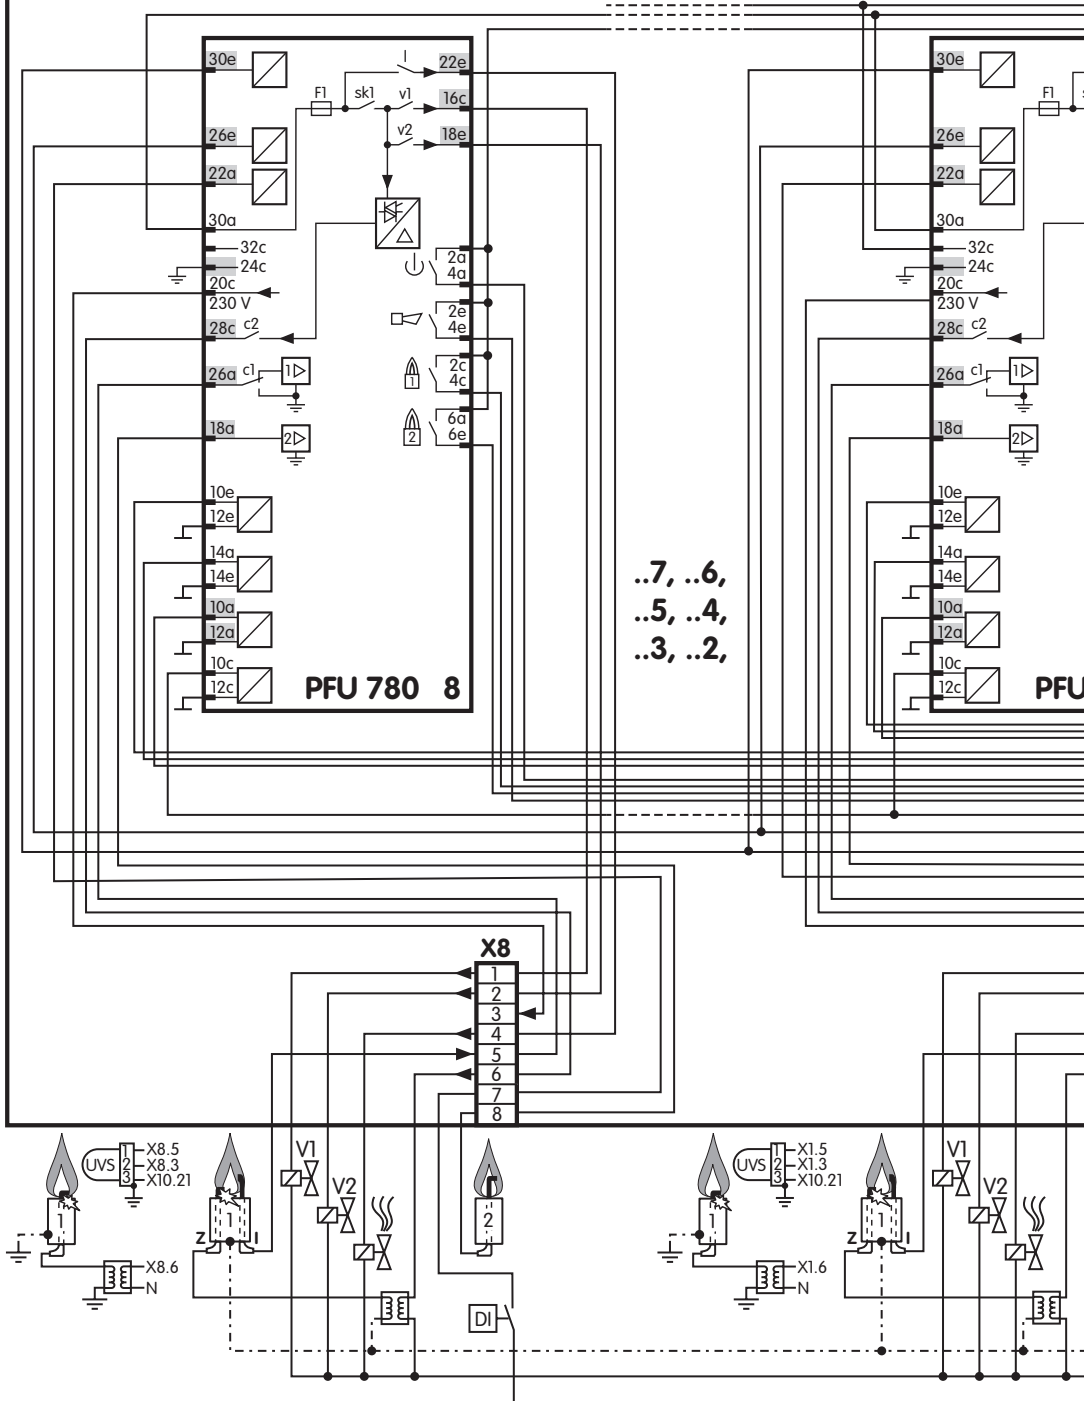 30e
26e
22a
30a
32c
24c
20c
230 V
28c
c2
26a
c1
1
18a
2
10e
12e
14a
14e
10a
12a
10c
12c
F1
sk1
I
v1
v2
22e
16c
18e
2a
4a
2e
4e
1
2c
4c
2
6a
6e
PFU 780 8
..7, ..6,
..5, ..4,
..3, ..2,
30e
26e
22a
30a
32c
24c
20c
230 V
28c
c2
26a
c1
1
18a
2
10e
12e
14a
14e
10a
12a
10c
12c
F1
PFU
X8
1
2
3
4
5
6
7
8
1
UVS
1
2
3
X8.5
X8.3
X10.21
X8.6
N
1
Z
I
V1
V2
2
DI
1
UVS
1
2
3
X1.5
X1.3
X10.21
X1.6
N
1
Z
I
V1
V2